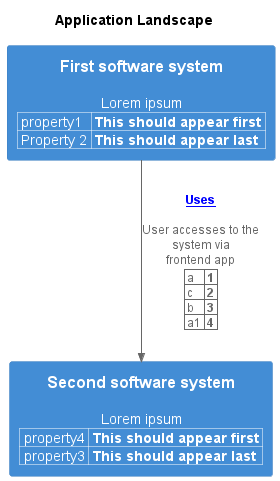 Application Landscape
First software system
Lorem ipsum
property1 This should appear first
Property 2 This should appear last
Uses
User accesses to the
system via
frontend app
a 1
c 2
b 3
a1 4
Second software system
Lorem ipsum
property4 This should appear first
property3 This should appear last